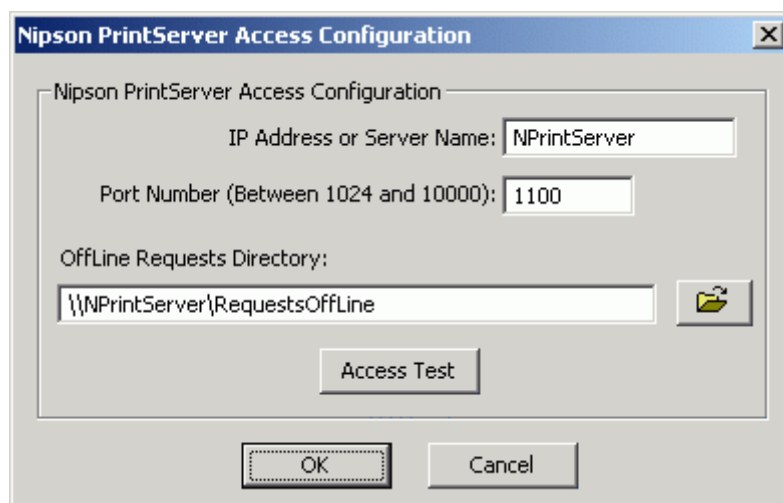 Nipson PrintServer Access Configuration
Nipson PrintServer Access Configuration
IP Address or Server Name: NPrintServer
Port Number (Between 1024 and 10000): 1100
OffLine Requests Directory:
\\NPrintServer\RequestsOffLine
Access Test
OK Cancel